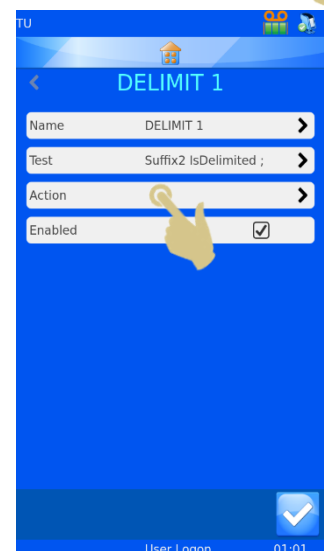 TU
DELIMIT 1
Name DELIMIT 1
Test Suffix2 IsDelimited ;
Action
Enabled
User Logon 01:01